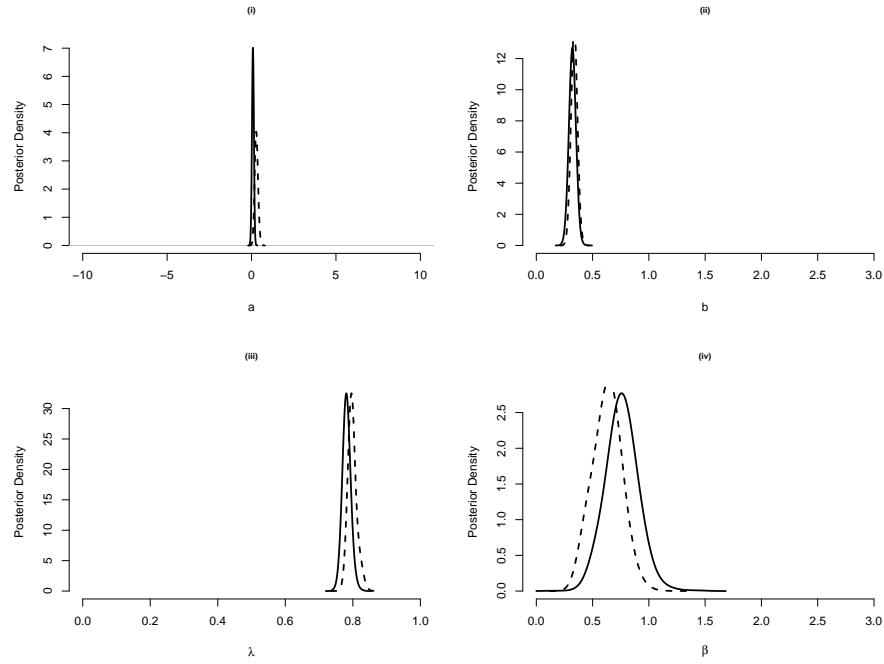 (i)
Posterior Density
0 1 2 3 4 5 6 7
−10 −5 0 5 10
a
(ii)
Posterior Density
0 2 4 6 8 10 12
0.0 0.5 1.0 1.5 2.0 2.5 3.0
b
(iii)
Posterior Density
0 5 10 15 20 25 30
0.0 0.2 0.4 0.6 0.8 1.0
λ
(iv)
Posterior Density
0.0 0.5 1.0 1.5 2.0 2.5
0.0 0.5 1.0 1.5 2.0 2.5 3.0
β